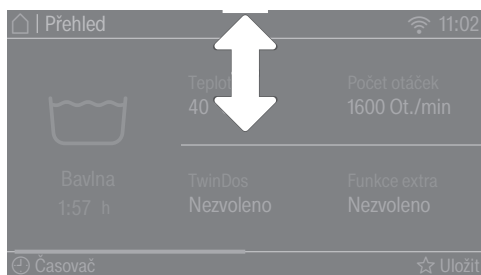 | Přehled
11:02
Teplot
Počet otáček
40
1600 Ot./min
Bavlna
1:57 h
TwinDos
Funkce extra
Nezvoleno
Nezvoleno
Časovač
Uložit